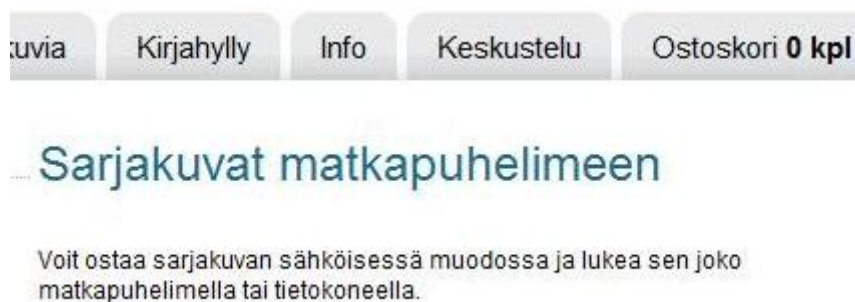 Kirjahylly Info Keskustelu Ostoskori 0 kpl
Sarjakuvat matkapuhelimeen
Voit ostaa sarjakuvan sähköisessä muodossa ja lukea sen joko
matkapuhelimella tai tietokoneella.